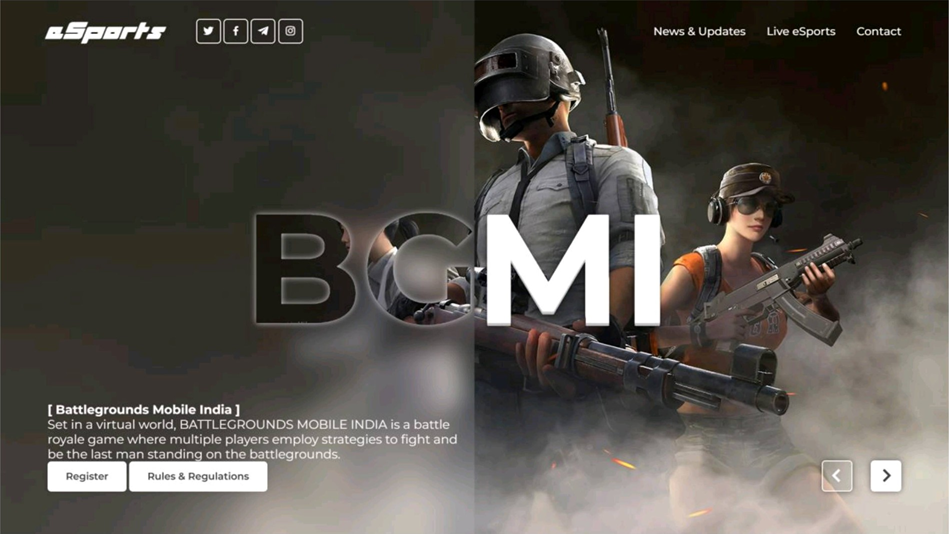 eSports
News & Updates Live eSports Contact
BGMI
[ Battlegrounds Mobile India ]
Set in a virtual world, BATTLEGROUNDS MOBILE INDIA is a battle
royale game where multiple players employ strategies to fight and
be the last man standing on the battlegrounds.
Register Rules & Regulations